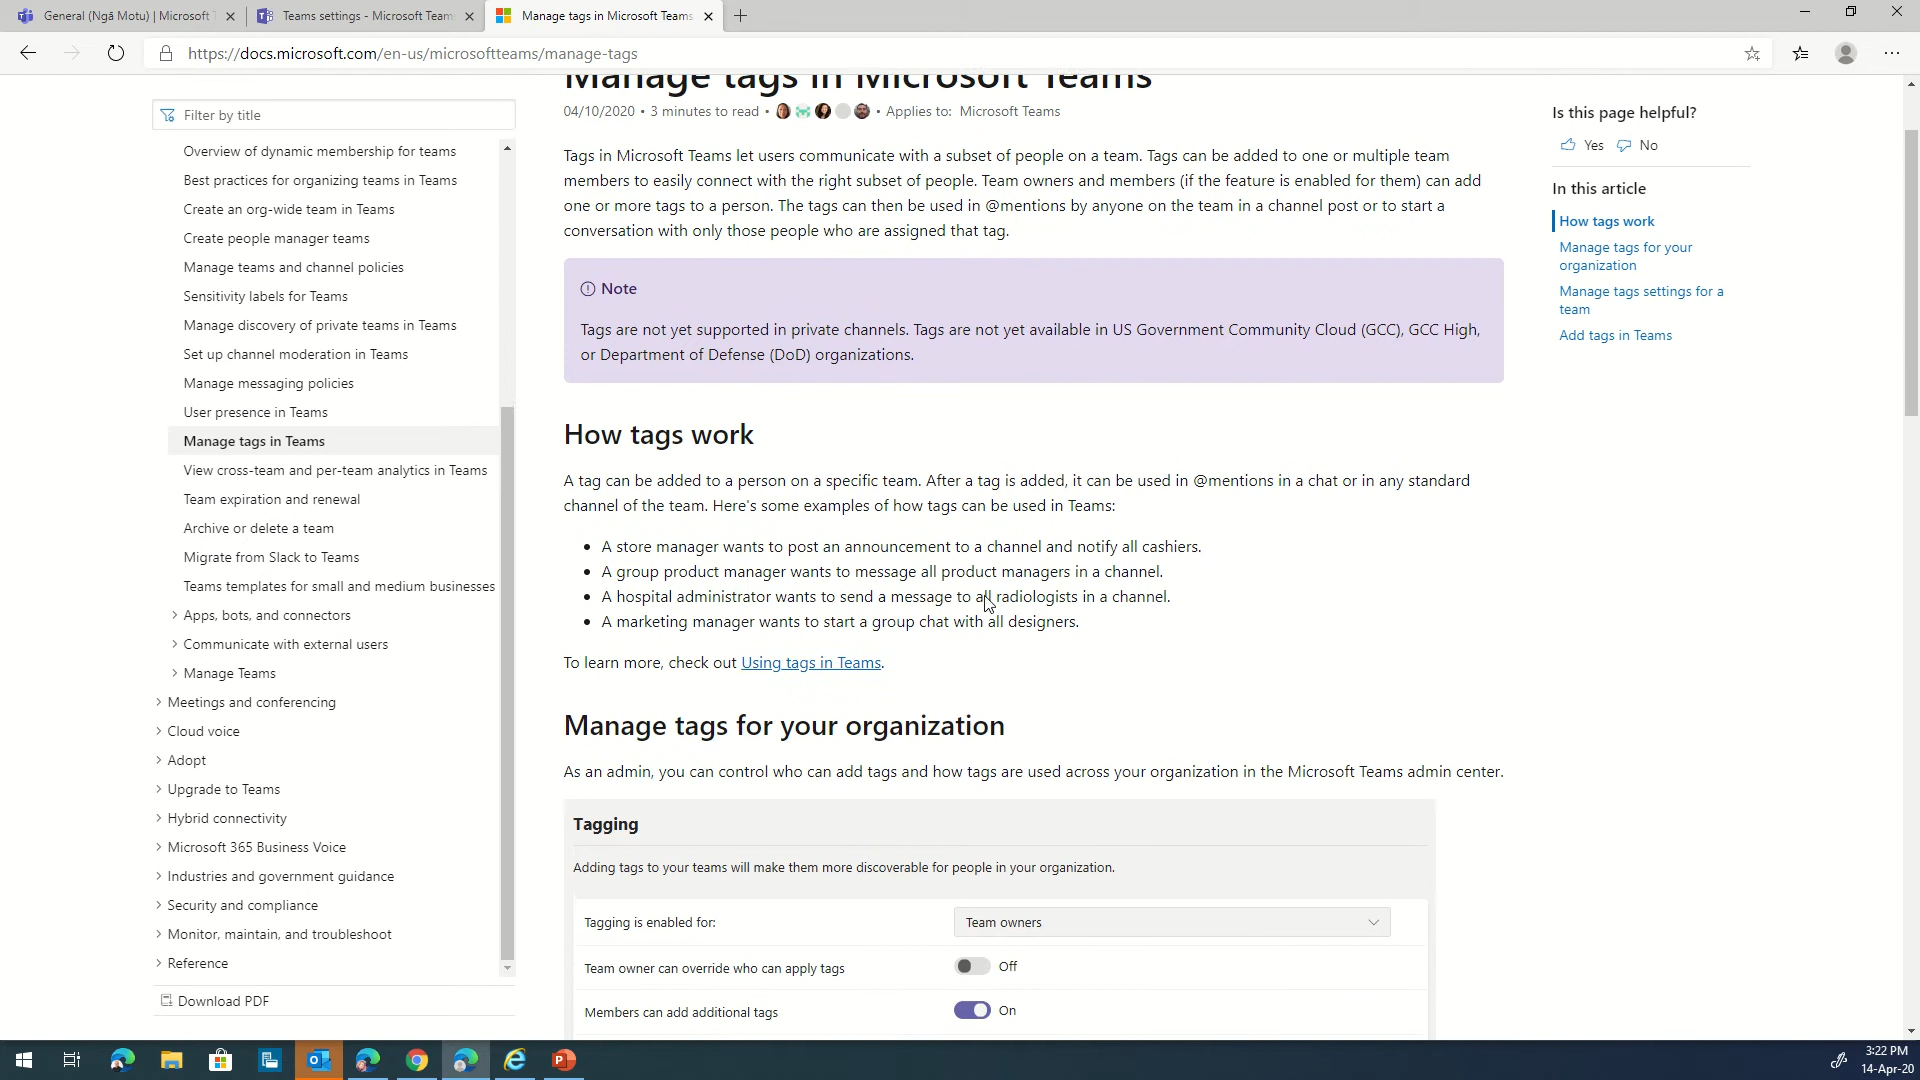 General (Ngā Motu) | Microsoft T
Teams settings - Microsoft Team
Manage tags in Microsoft Teams
https://docs.microsoft.com/en-us/microsoftteams/manage-tags
Filter by title
Overview of dynamic membership for teams
Best practices for organizing teams in Teams
Create an org-wide team in Teams
Create people manager teams
Manage teams and channel policies
Sensitivity labels for Teams
Manage discovery of private teams in Teams
Set up channel moderation in Teams
Manage messaging policies
User presence in Teams
Manage tags in Teams
View cross-team and per-team analytics in Teams
Team expiration and renewal
Archive or delete a team
Migrate from Slack to Teams
Teams templates for small and medium businesses
Apps, bots, and connectors
Communicate with external users
Manage Teams
Meetings and conferencing
Cloud voice
Adopt
Upgrade to Teams
Hybrid connectivity
Microsoft 365 Business Voice
Industries and government guidance
Security and compliance
Monitor, maintain, and troubleshoot
Reference
Download PDF
Manage tags in Microsoft Teams
04/10/2020 • 3 minutes to read • • Applies to: Microsoft Teams
Tags in Microsoft Teams let users communicate with a subset of people on a team. Tags can be added to one or multiple team
members to easily connect with the right subset of people. Team owners and members (if the feature is enabled for them) can add
one or more tags to a person. The tags can then be used in @mentions by anyone on the team in a channel post or to start a
conversation with only those people who are assigned that tag.
Note
Tags are not yet supported in private channels. Tags are not yet available in US Government Community Cloud (GCC), GCC High,
or Department of Defense (DoD) organizations.
How tags work
A tag can be added to a person on a specific team. After a tag is added, it can be used in @mentions in a chat or in any standard
channel of the team. Here's some examples of how tags can be used in Teams:
• A store manager wants to post an announcement to a channel and notify all cashiers.
• A group product manager wants to message all product managers in a channel.
• A hospital administrator wants to send a message to all radiologists in a channel.
• A marketing manager wants to start a group chat with all designers.
To learn more, check out Using tags in Teams.
Manage tags for your organization
As an admin, you can control who can add tags and how tags are used across your organization in the Microsoft Teams admin center.
Tagging
Adding tags to your teams will make them more discoverable for people in your organization.
Tagging is enabled for: Team owners
Team owner can override who can apply tags Off
Members can add additional tags On
Is this page helpful?
Yes No
In this article
How tags work
Manage tags for your
organization
Manage tags settings for a
team
Add tags in Teams
3:22 PM
14-Apr-20